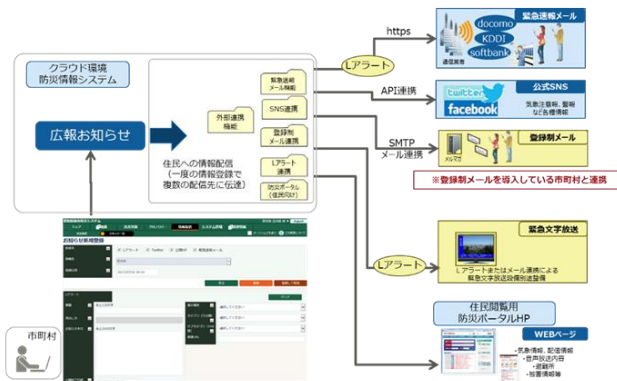 クラウド環境
防災情報システム
広報お知らせ
外部連携
機能
住民への情報配信
(一度の情報登録で
複数の配信先に伝達)
緊急速報
メール機能
SNS連携
登録制
メール連携
Lアラート
連携
防災ポータル
(住民向け)
https
Lアラート
API連携
SMTP
メール連携
Lアラート
緊急速報メール
docomo
KDDI
softbank
通信業者
公式SNS
twitter
facebook
気象注意報、警報
など各種情報
登録制メール
メルマガ
※登録制メールを導入している市町村と連携
緊急文字放送
Lアラートまたはメール連携による
緊急文字放送設備別途整備
住民閲覧用
防災ポータルHP
WEBページ
・気象情報、配信情報
・音声放送内容
・避難所
・被害情報等
市町村
お知らせ新規登録